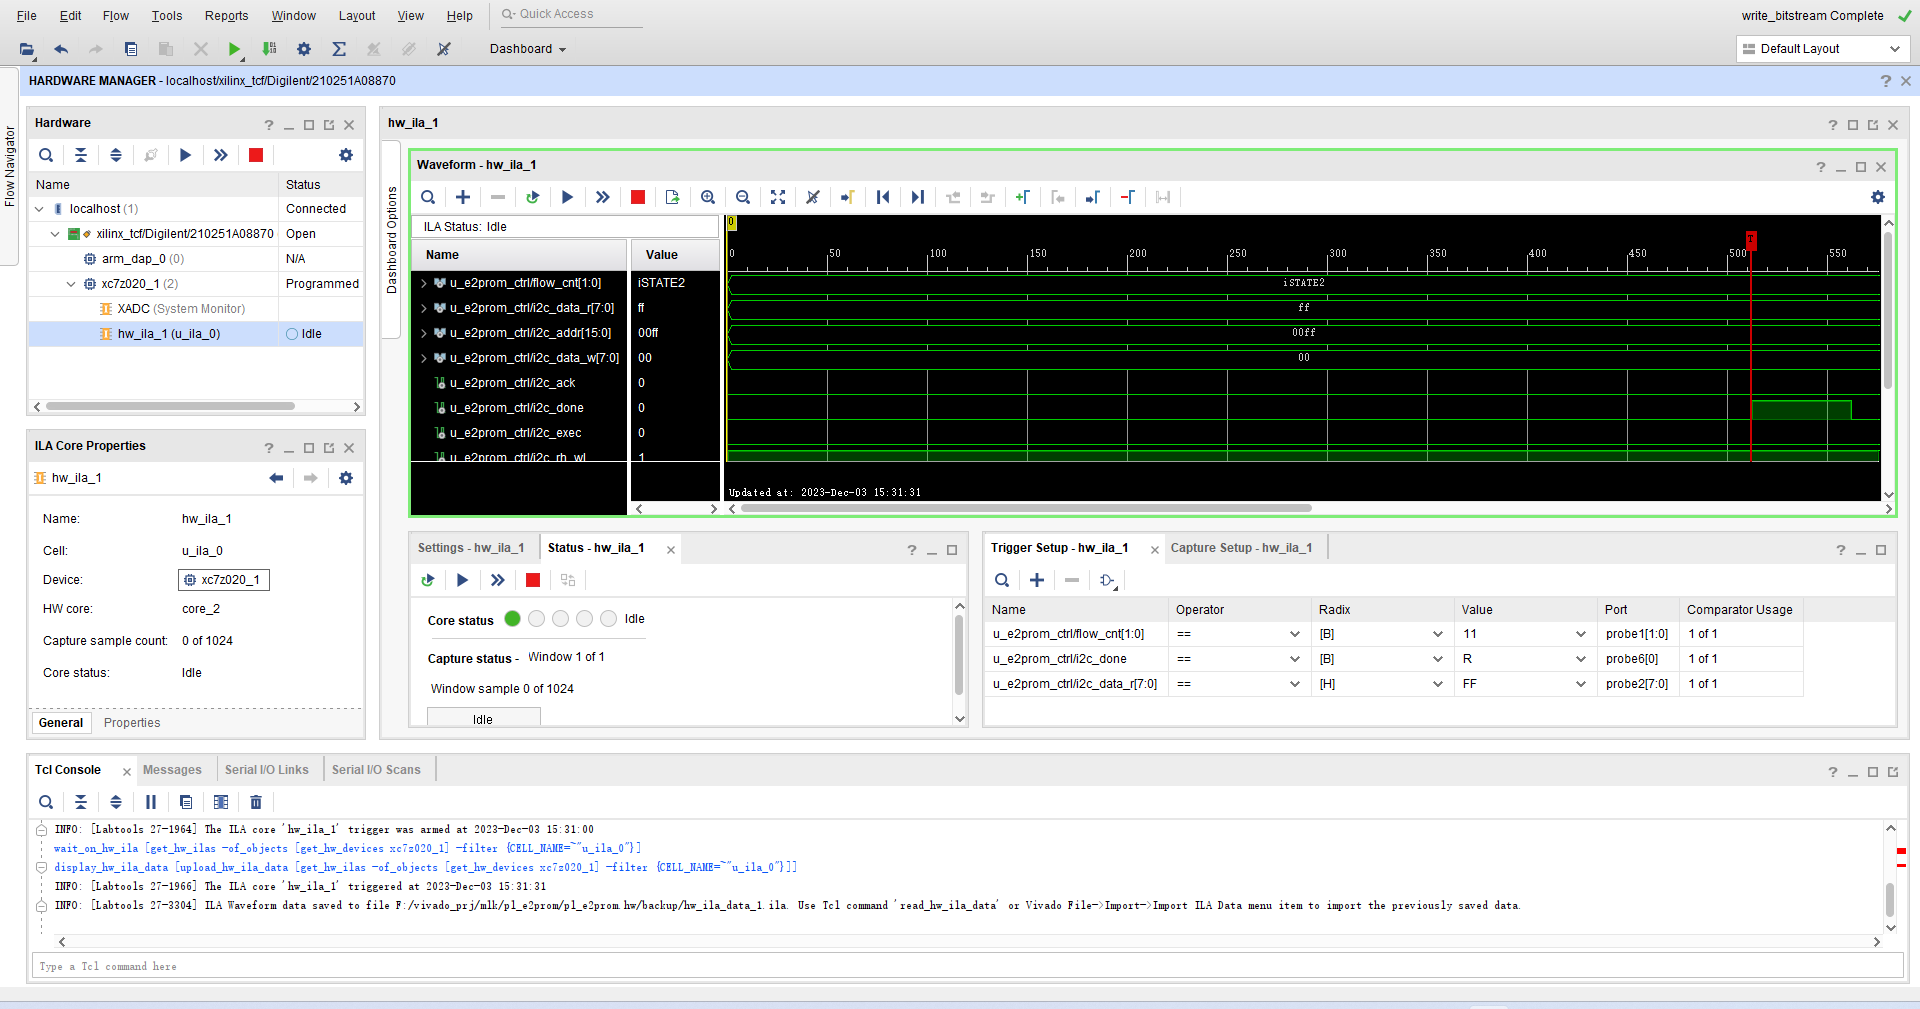 File Edit Flow Tools Reports Window Layout View Help Quick Access write_bitstream Complete
Dashboard Default Layout
HARDWARE MANAGER - localhost/xilinx_tcf/Digilent/210251A08870
Flow Navigator
Hardware
Name Status
localhost (1) Connected
xilinx_tcf/Digilent/210251A08870 Open
arm_dap_0 (0) N/A
xc7z020_1 (2) Programmed
XADC (System Monitor)
hw_ila_1 (u_ila_0) Idle
ILA Core Properties
hw_ila_1
Name: hw_ila_1
Cell: u_ila_0
Device: xc7z020_1
HW core: core_2
Capture sample count: 0 of 1024
Core status: Idle
General Properties
hw_ila_1
Dashboard Options
Waveform - hw_ila_1
ILA Status: Idle
0
Name Value
0 50 100 150 200 250 300 350 400 450 500 550
T
u_e2prom_ctrl/flow_cnt[1:0] iSTATE2 iSTATE2
u_e2prom_ctrl/i2c_data_r[7:0] ff ff
u_e2prom_ctrl/i2c_addr[15:0] 00ff 00ff
u_e2prom_ctrl/i2c_data_w[7:0] 00 00
u_e2prom_ctrl/i2c_ack 0
u_e2prom_ctrl/i2c_done 0
u_e2prom_ctrl/i2c_exec 0
u_e2prom_ctrl/i2c_rh_wl 1
Updated at: 2023-Dec-03 15:31:31
Settings - hw_ila_1 Status - hw_ila_1
Core status Idle
Capture status - Window 1 of 1
Window sample 0 of 1024
Idle
Trigger Setup - hw_ila_1 Capture Setup - hw_ila_1
Name Operator Radix Value Port Comparator Usage
u_e2prom_ctrl/flow_cnt[1:0] == [B] 11 probe1[1:0] 1 of 1
u_e2prom_ctrl/i2c_done == [B] R probe6[0] 1 of 1
u_e2prom_ctrl/i2c_data_r[7:0] == [H] FF probe2[7:0] 1 of 1
Tcl Console Messages Serial I/O Links Serial I/O Scans
INFO: [Labtools 27-1964] The ILA core 'hw_ila_1' trigger was armed at 2023-Dec-03 15:31:00
wait_on_hw_ila [get_hw_ilas -of_objects [get_hw_devices xc7z020_1] -filter {CELL_NAME=~"u_ila_0"}]
display_hw_ila_data [upload_hw_ila_data [get_hw_ilas -of_objects [get_hw_devices xc7z020_1] -filter {CELL_NAME=~"u_ila_0"}]]
INFO: [Labtools 27-1966] The ILA core 'hw_ila_1' triggered at 2023-Dec-03 15:31:31
INFO: [Labtools 27-3304] ILA Waveform data saved to file F:/vivado_prj/mlk/pl_e2prom/pl_e2prom.hw/backup/hw_ila_data_1.ila. Use Tcl command 'read_hw_ila_data' or Vivado File->Import->Import ILA Data menu item to import the previously saved data.
Type a Tcl command here